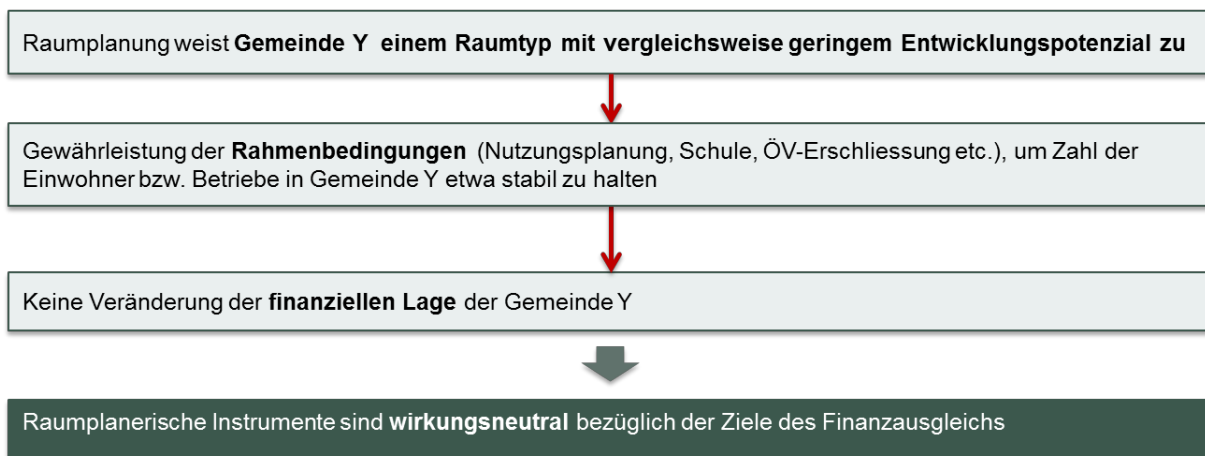 Raumplanung weist Gemeinde Y einem Raumtyp mit vergleichsweise geringem Entwicklungspotenzial zu
Gewährleistung der Rahmenbedingungen (Nutzungsplanung, Schule, ÖV-Erschliessung etc.), um Zahl der
Einwohner bzw. Betriebe in Gemeinde Y etwa stabil zu halten
Keine Veränderung der finanziellen Lage der Gemeinde Y
Raumplanerische Instrumente sind wirkungsneutral bezüglich der Ziele des Finanzausgleichs